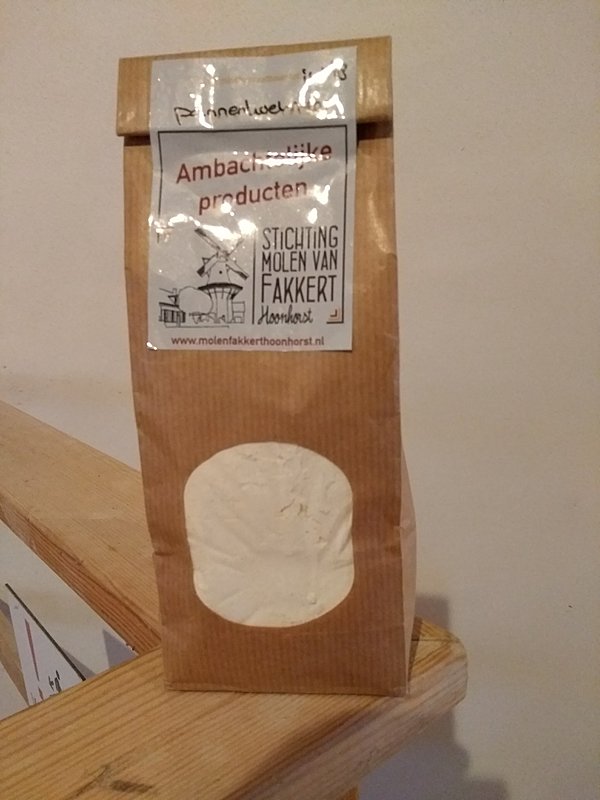 Ambachtelijke
producten
STICHTING
MOLEN VAN
FAKKERT
Hoonhorst
www.molenfakkerthoonhorst.nl